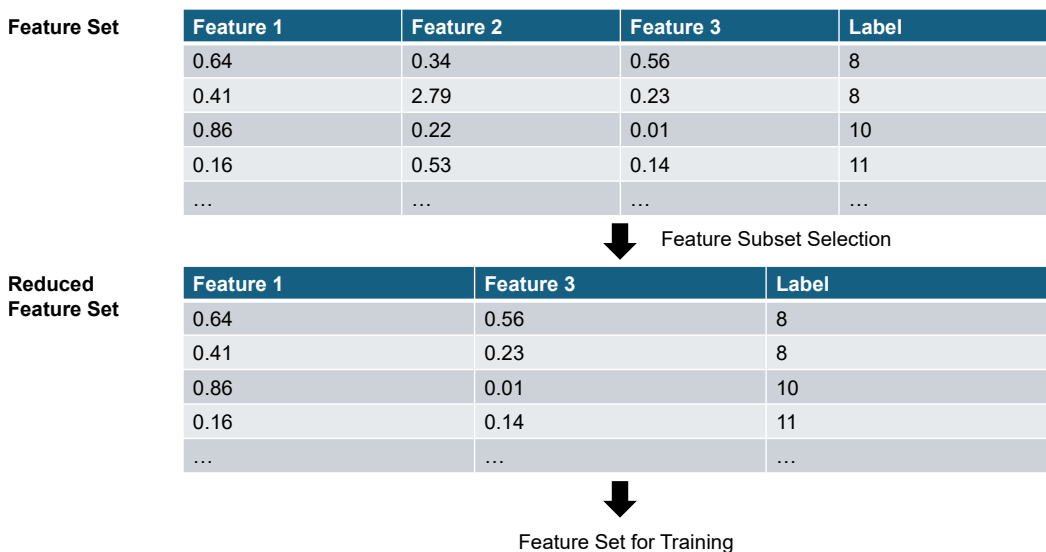 Feature Set
Feature 1 Feature 2 Feature 3 Label
0.64 0.34 0.56 8
0.41 2.79 0.23 8
0.86 0.22 0.01 10
0.16 0.53 0.14 11
… … … …
Feature Subset Selection
Reduced
Feature Set
Feature 1 Feature 3 Label
0.64 0.56 8
0.41 0.23 8
0.86 0.01 10
0.16 0.14 11
… … …
Feature Set for Training